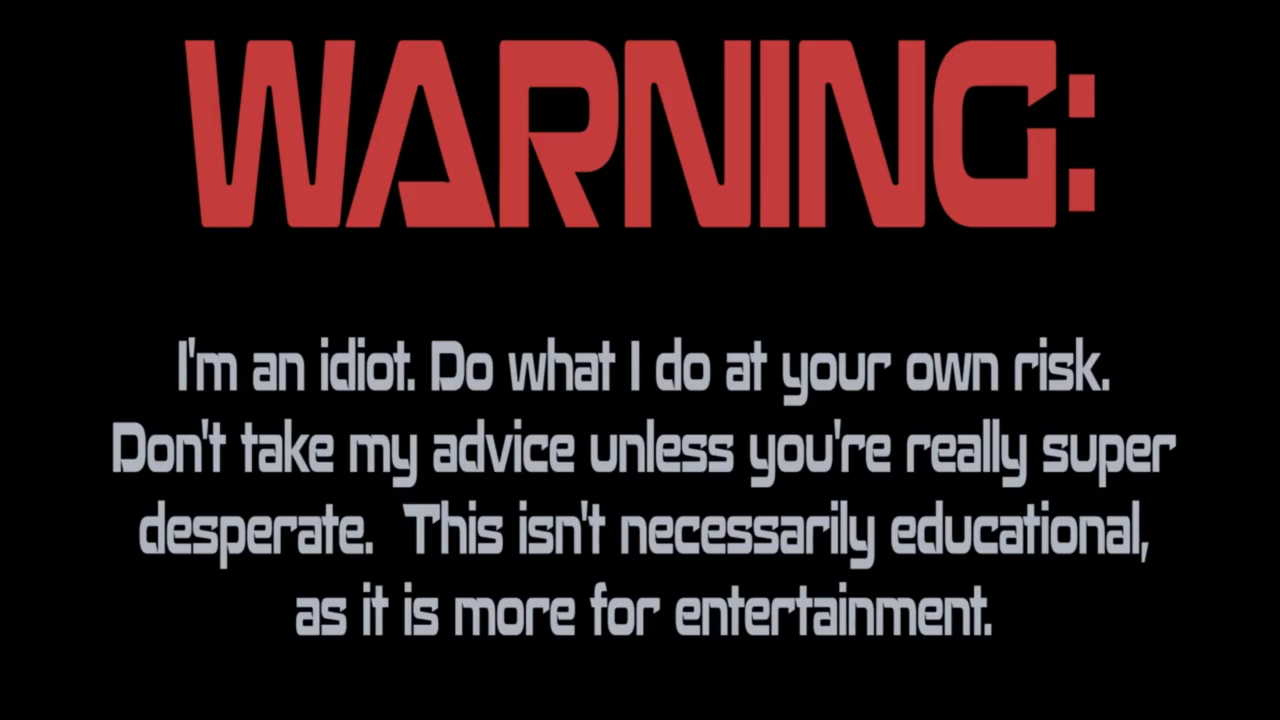 WARNING:
I'm an idiot. Do what I do at your own risk.
Don't take my advice unless you're really super
desperate.  This isn't necessarily educational,
as it is more for entertainment.